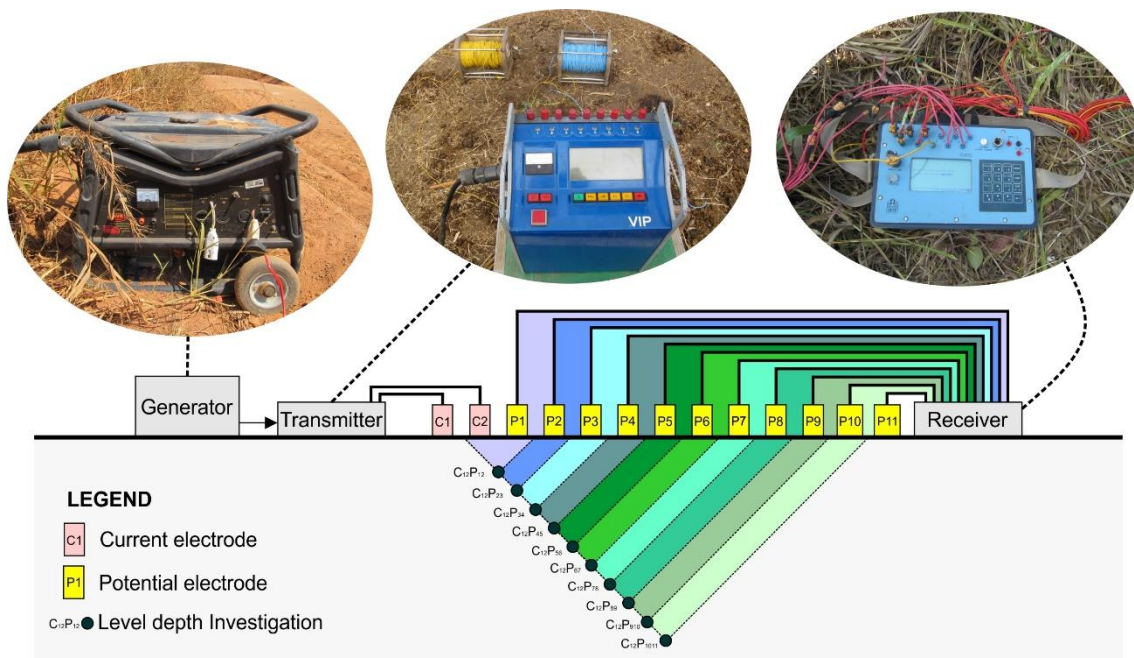 VIP
Generator
Transmitter
C1
C2
P1
P2
P3
P4
P5
P6
P7
P8
P9
P10
P11
Receiver
C₁₂P₁₂
C₁₂P₂₃
C₁₂P₃₄
C₁₂P₄₅
C₁₂P₅₆
C₁₂P₆₇
C₁₂P₇₈
C₁₂P₈₉
C₁₂P₉₁₀
C₁₂P₁₀₁₁
LEGEND
C1 Current electrode
P1 Potential electrode
C₁₂P₁₂ Level depth Investigation